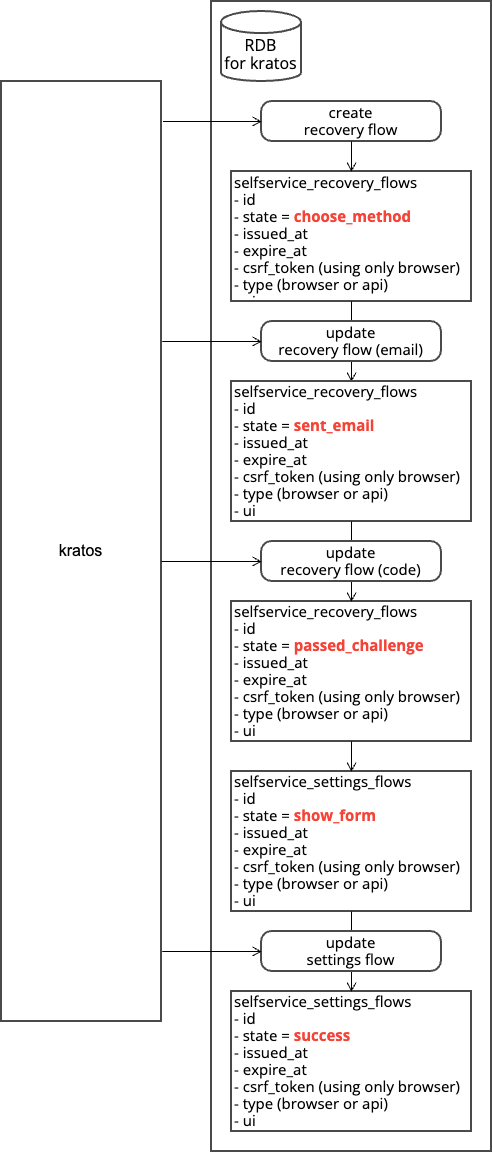 RDB
for kratos
create
recovery flow
selfservice_recovery_flows
- id
- state = choose_method
- issued_at
- expire_at
- csrf_token (using only browser)
- type (browser or api)
update
recovery flow (email)
selfservice_recovery_flows
- id
- state = sent_email
- issued_at
- expire_at
- csrf_token (using only browser)
- type (browser or api)
- ui
kratos
update
recovery flow (code)
selfservice_recovery_flows
- id
- state = passed_challenge
- issued_at
- expire_at
- csrf_token (using only browser)
- type (browser or api)
- ui
selfservice_settings_flows
- id
- state = show_form
- issued_at
- expire_at
- csrf_token (using only browser)
- type (browser or api)
- ui
update
settings flow
selfservice_settings_flows
- id
- state = success
- issued_at
- expire_at
- csrf_token (using only browser)
- type (browser or api)
- ui